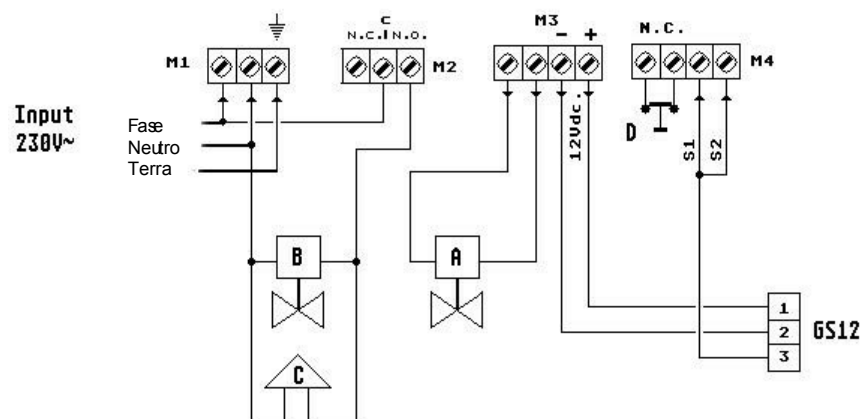 C
M3
N.C.
N.C. N.O.
- +
M1
M2
M4
Input
230V~
Fase
Neutro
Terra
12Vdc.
D
S1
S2
B
A
1
2
3
GS12
C